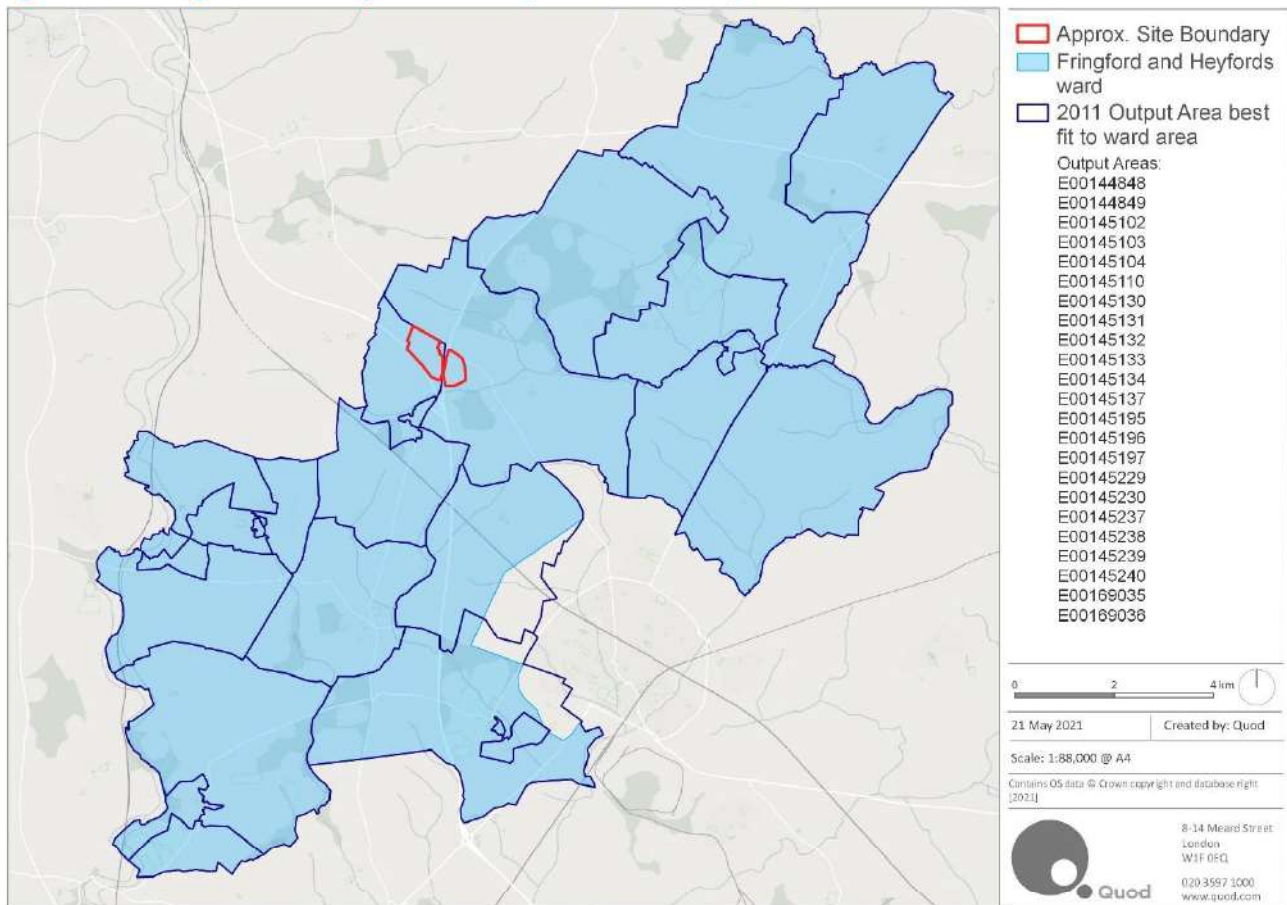 Approx. Site Boundary
Fringford and Heyfords
ward
2011 Output Area best
fit to ward area
Output Areas:
E00144848
E00144849
E00145102
E00145103
E00145104
E00145110
E00145130
E00145131
E00145132
E00145133
E00145134
E00145137
E00145195
E00145196
E00145197
E00145229
E00145230
E00145237
E00145238
E00145239
E00145240
E00169035
E00169036
0 2 4 km
21 May 2021 Created by: Quod
Scale: 1:88,000 @ A4
Contains OS data © Crown copyright and database right
[2021]
8-14 Meard Street
London
W1F 0EQ
020 3597 1000
www.quod.com
Quod